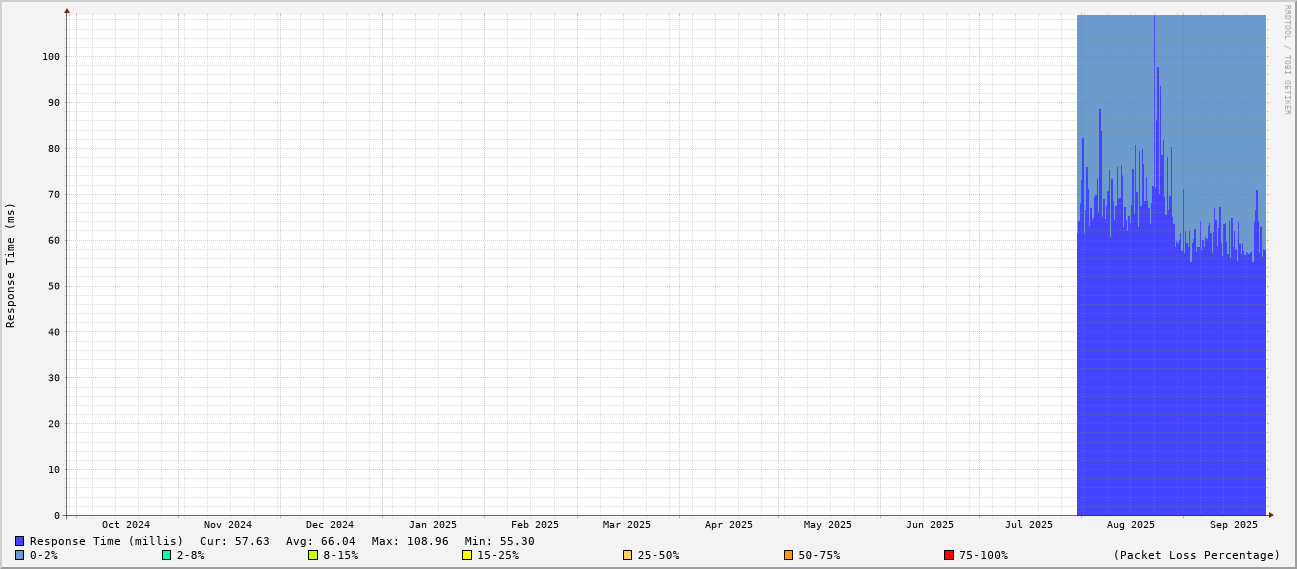 RRDTOOL / TOBI OETIKER
Response Time (ms)
100
90
80
70
60
50
40
30
20
10
0
Oct 2024 Nov 2024 Dec 2024 Jan 2025 Feb 2025 Mar 2025 Apr 2025 May 2025 Jun 2025 Jul 2025 Aug 2025 Sep 2025
Response Time (millis) Cur: 57.63 Avg: 66.04 Max: 108.96 Min: 55.30
0-2% 2-8% 8-15% 15-25% 25-50% 50-75% 75-100% (Packet Loss Percentage)